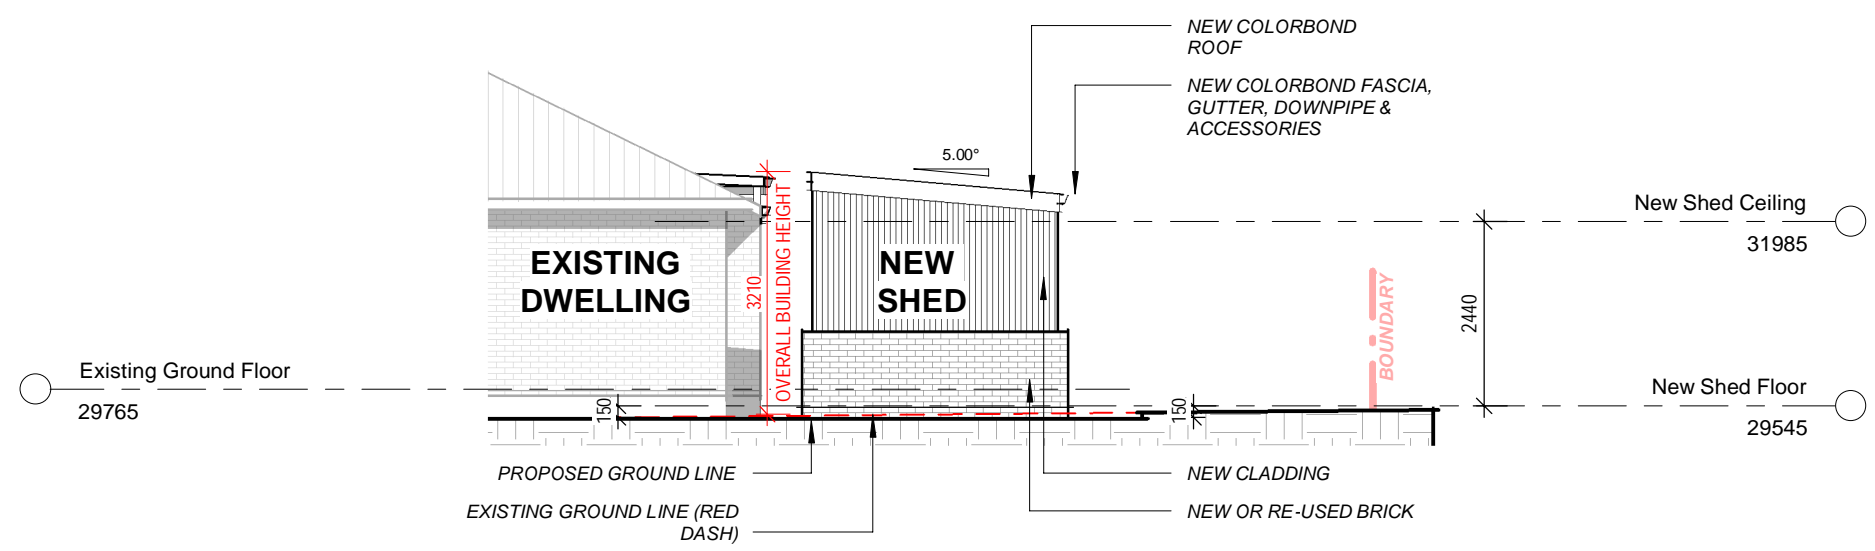 NEW COLORBOND
ROOF
NEW COLORBOND FASCIA,
GUTTER, DOWNPIPE &
ACCESSORIES
5.00°
New Shed Ceiling
31985
EXISTING
DWELLING
3210
OVERALL BUILDING HEIGHT
NEW
SHED
BOUNDARY
2440
Existing Ground Floor
29765
150
150
New Shed Floor
29545
PROPOSED GROUND LINE
NEW CLADDING
EXISTING GROUND LINE (RED
DASH)
NEW OR RE-USED BRICK